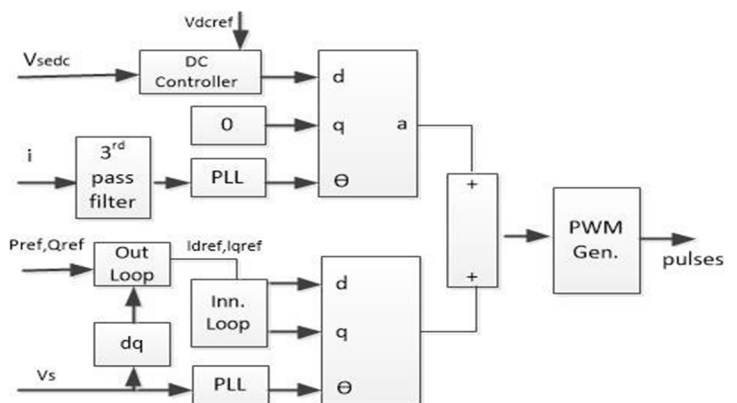 Vdcref
Vsedc
DC
Controller
d
0
q
a
i
3rd
pass
filter
PLL
Ɵ
+
PWM
Gen.
pulses
Pref,Qref
Out
Loop
Idref,Iqref
Inn.
Loop
d
q
+
dq
Vs
PLL
Ɵ